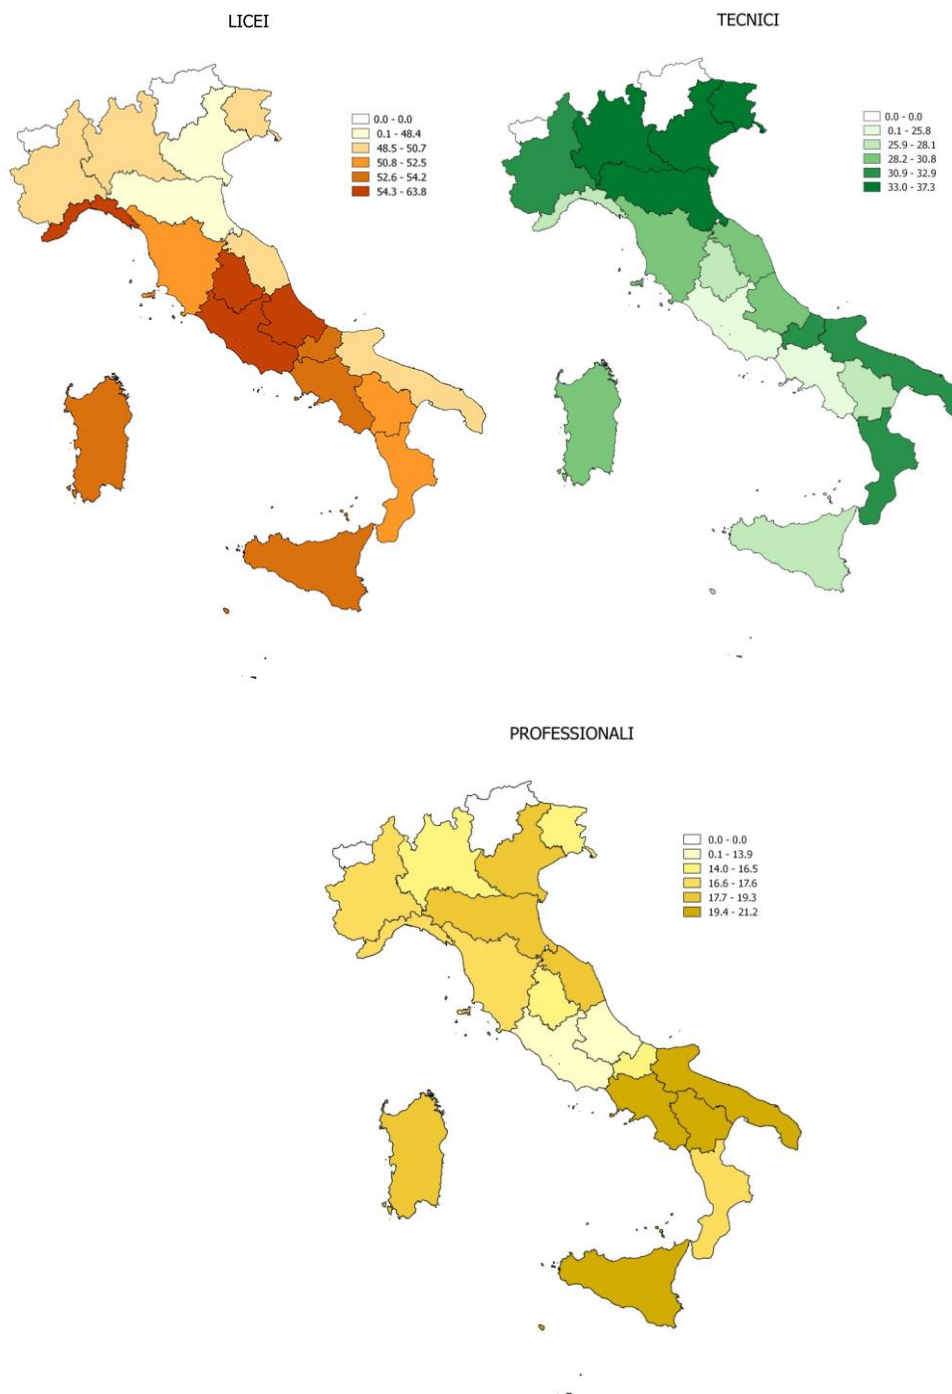 LICEI
0.0 - 0.0
0.1 - 48.4
48.5 - 50.7
50.8 - 52.5
52.6 - 54.2
54.3 - 63.8
TECNICI
0.0 - 0.0
0.1 - 25.8
25.9 - 28.1
28.2 - 30.8
30.9 - 32.9
33.0 - 37.3
PROFESSIONALI
0.0 - 0.0
0.1 - 13.9
14.0 - 16.5
16.6 - 17.6
17.7 - 19.3
19.4 - 21.2